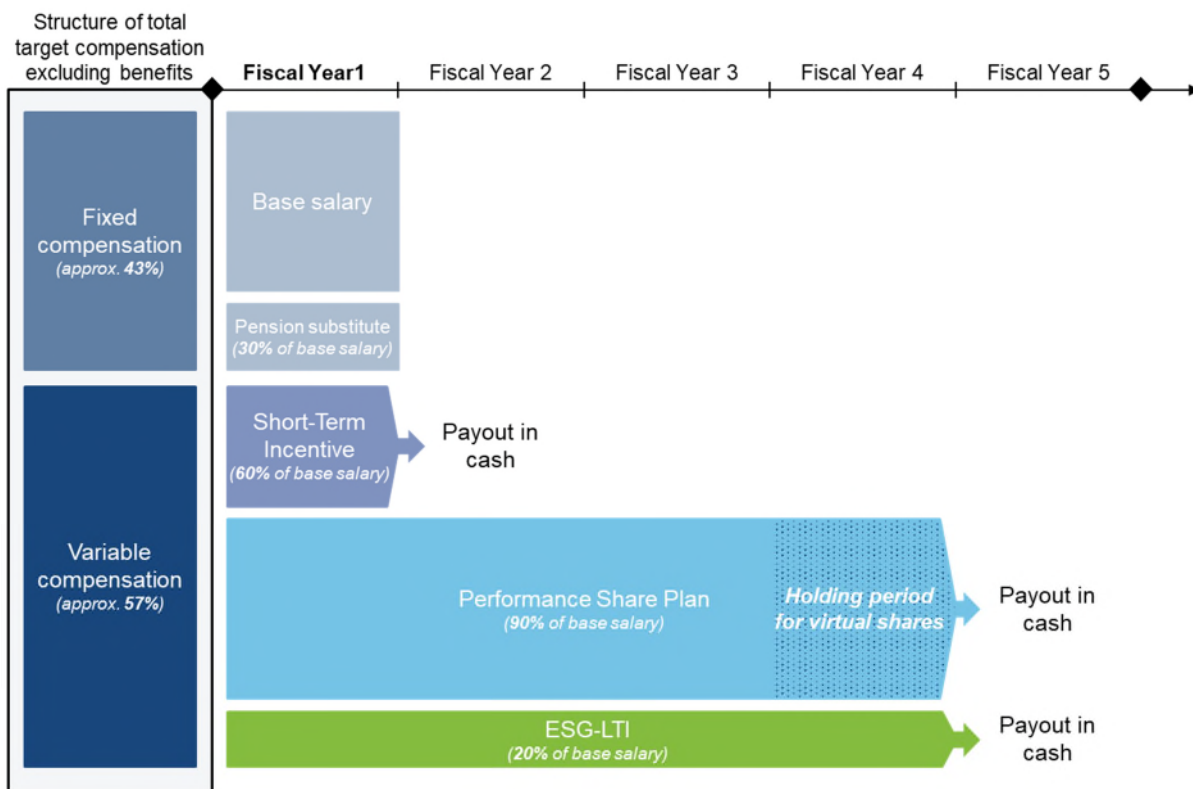 Structure of total
target compensation
excluding benefits
Fiscal Year1
Fiscal Year 2
Fiscal Year 3
Fiscal Year 4
Fiscal Year 5
Fixed
compensation
(approx. 43%)
Base salary
Pension substitute
(30% of base salary)
Variable
compensation
(approx. 57%)
Short-Term
Incentive
(60% of base salary)
Payout in
cash
Performance Share Plan
(90% of base salary)
Holding period
for virtual shares
Payout in
cash
ESG-LTI
(20% of base salary)
Payout in
cash